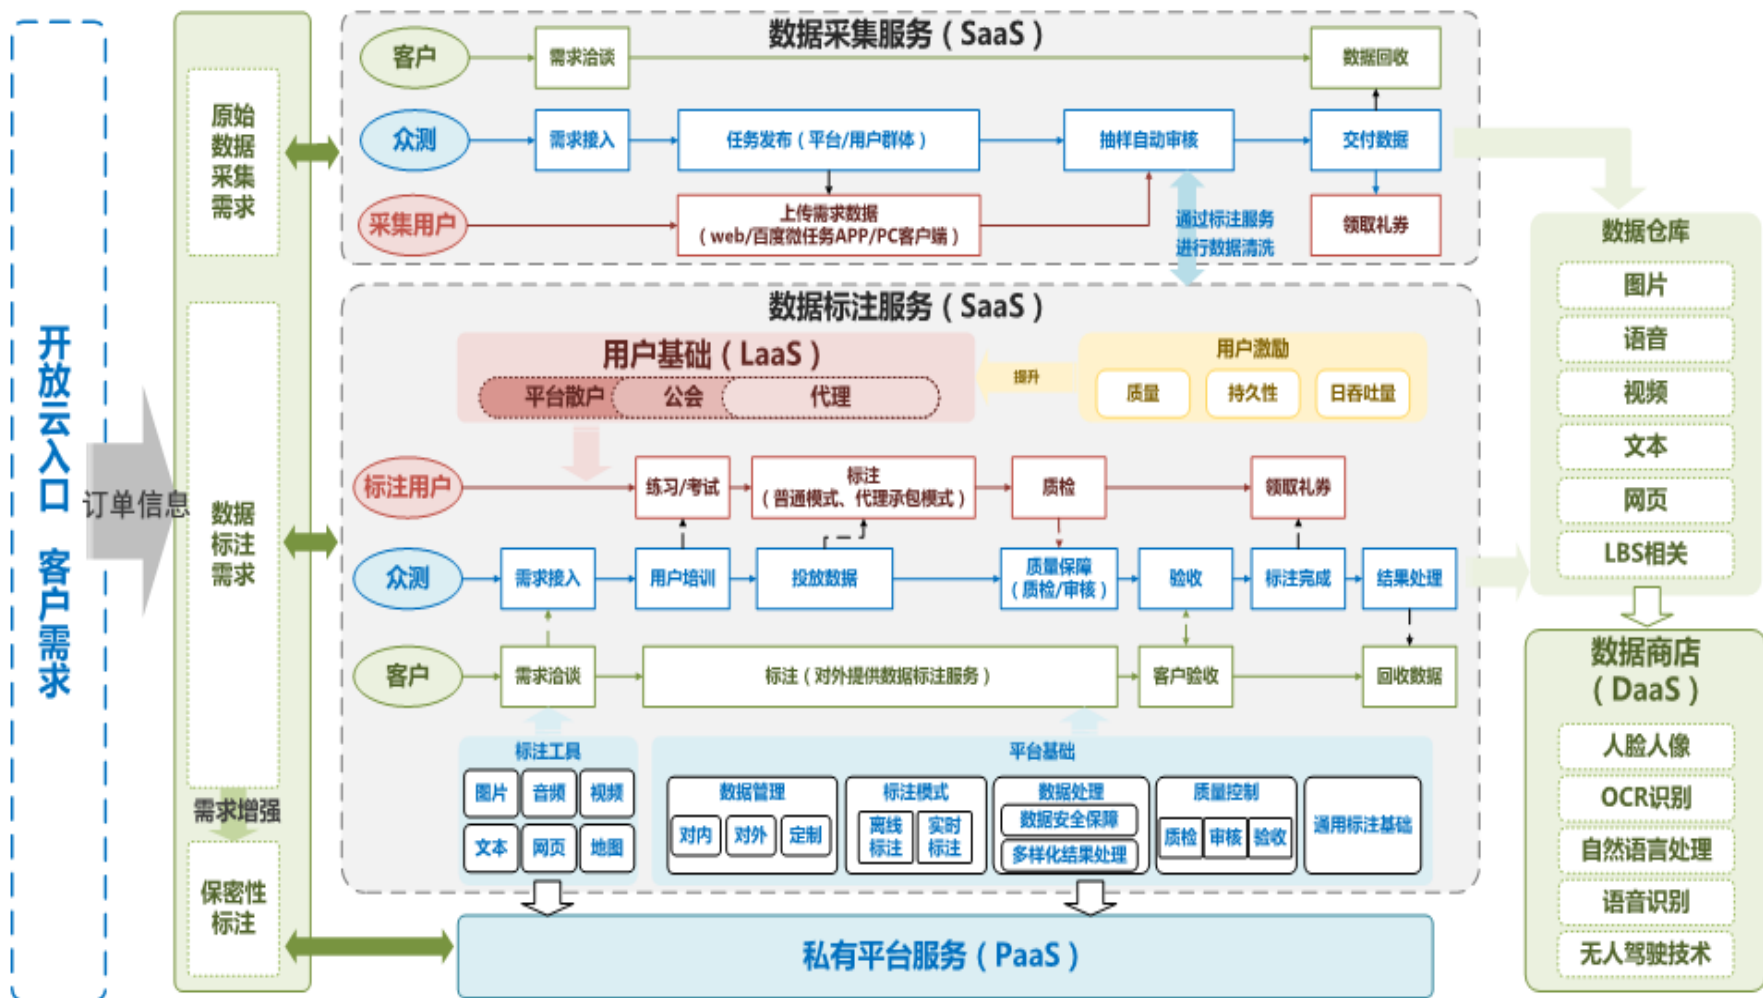 开放云入口 客户需求
订单信息
原始
数据
采集
需求
数据
标注
需求
需求增强
保密性
标注
数据采集服务（SaaS）
客户
需求洽谈
数据回收
众测
需求接入
任务发布（平台/用户群体）
抽样自动审核
交付数据
采集用户
上传需求数据
（web/百度微任务APP/PC客户端）
通过标注服务
进行数据清洗
领取礼券
数据标注服务（SaaS）
用户基础（LaaS）
平台散户
公会
代理
提升
用户激励
质量
持久性
日吞吐量
标注用户
练习/考试
标注
（普通模式、代理承包模式）
质检
领取礼券
众测
需求接入
用户培训
投放数据
质量保障
（质检/审核）
验收
标注完成
结果处理
客户
需求洽谈
标注（对外提供数据标注服务）
客户验收
回收数据
标注工具
图片
音频
视频
文本
网页
地图
平台基础
数据管理
对内
对外
定制
标注模式
离线
标注
实时
标注
数据处理
数据安全保障
多样化结果处理
质量控制
质检
审核
验收
通用标注基础
私有平台服务（PaaS）
数据仓库
图片
语音
视频
文本
网页
LBS相关
数据商店
（DaaS）
人脸人像
OCR识别
自然语言处理
语音识别
无人驾驶技术